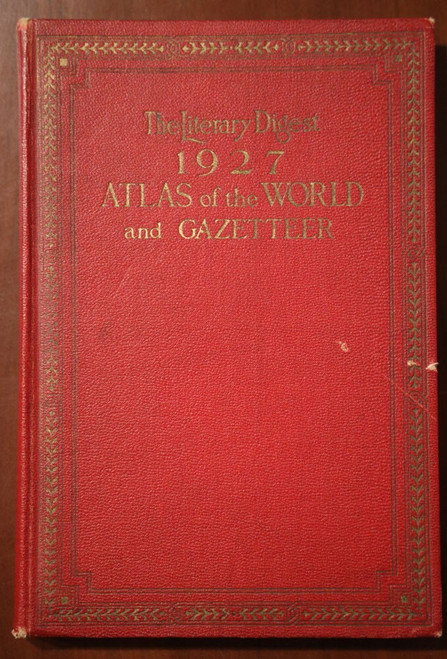 The Literary Digest
1927
ATLAS of the WORLD
and GAZETTEER